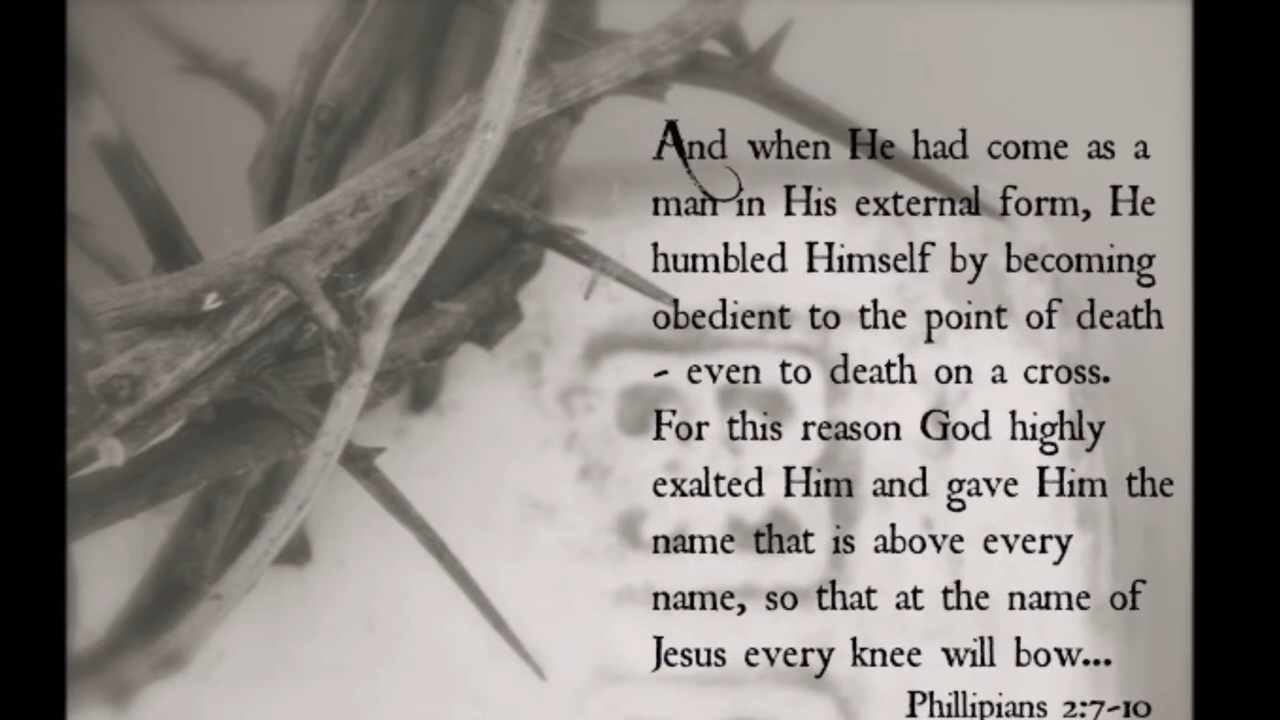 And when He had come as a
man in His external form, He
humbled Himself by becoming
obedient to the point of death
- even to death on a cross.
For this reason God highly
exalted Him and gave Him the
name that is above every
name, so that at the name of
Jesus every knee will bow...
Phillipians 2:7-10